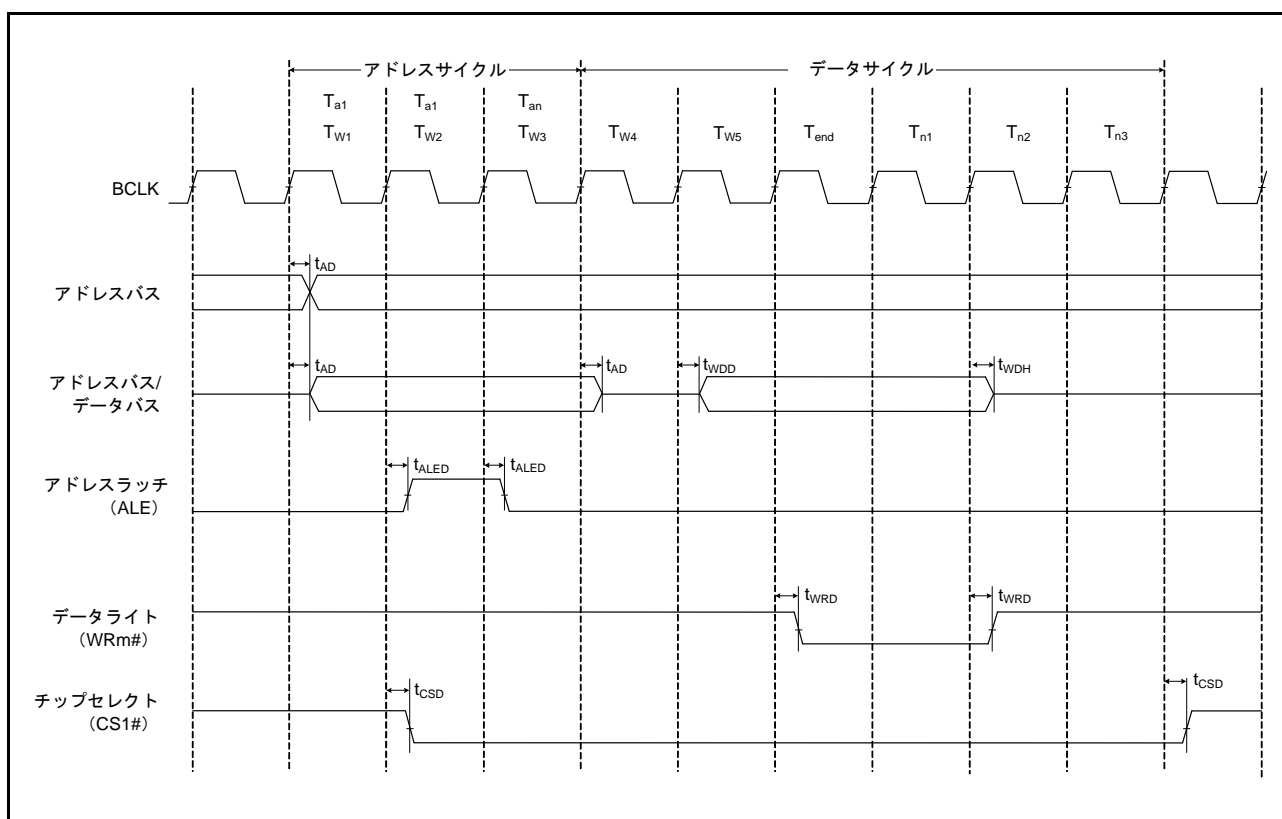 アドレスサイクル データサイクル
Ta1 Ta1 Tan
TW1 TW2 TW3 TW4 TW5 Tend Tn1 Tn2 Tn3
BCLK
tAD
アドレスバス
tAD tAD tWDD tWDH
アドレスバス/
データバス
tALED tALED
アドレスラッチ
（ALE）
tWRD tWRD
データライト
（WRm#）
tCSD tCSD
チップセレクト
（CS1#）